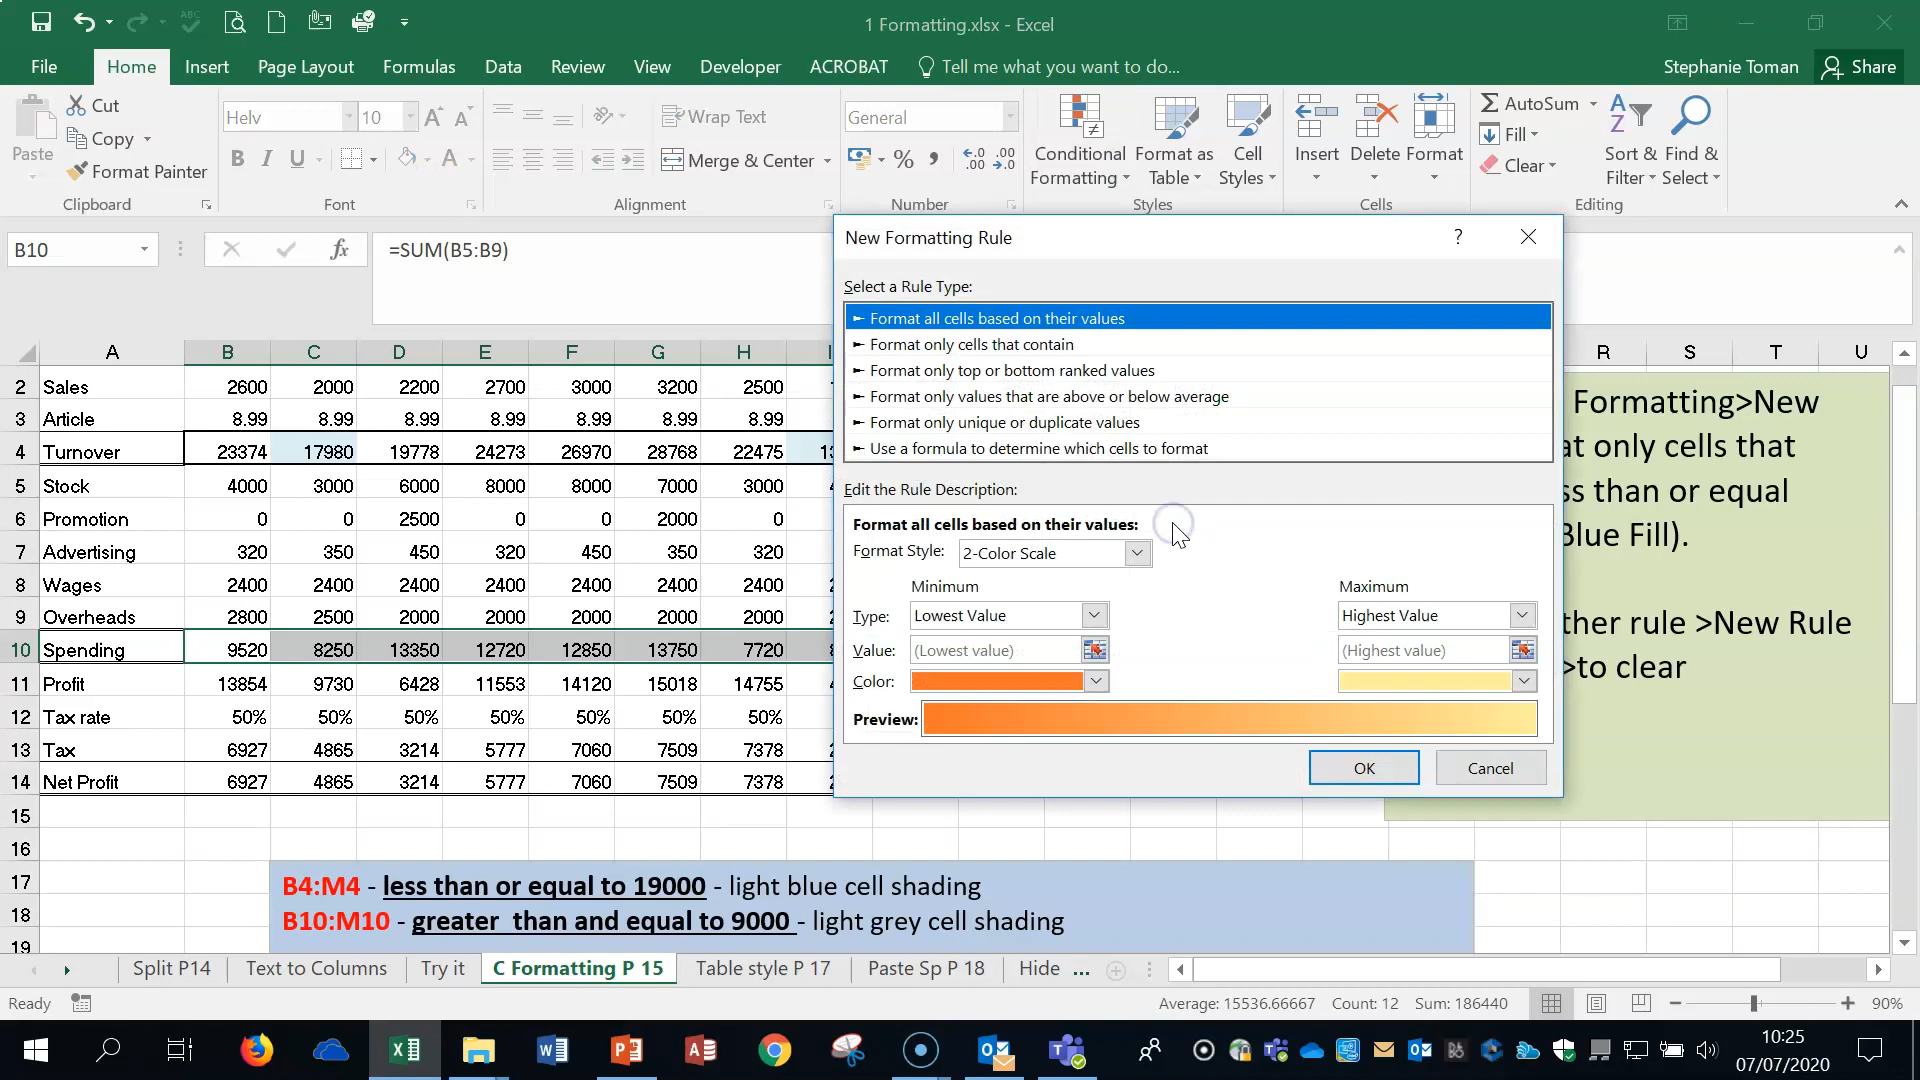 1 Formatting.xlsx - Excel
File Home Insert Page Layout Formulas Data Review View Developer ACROBAT Tell me what you want to do... Stephanie Toman Share
Paste
Cut
Copy
Format Painter
Helv 10
B I U
Wrap Text
Merge & Center
General
Conditional Formatting
Format as Table
Cell Styles
Insert Delete Format
AutoSum
Fill
Clear
Sort & Filter
Find & Select
Clipboard Font Alignment Number Styles Cells Editing
B10 fx =SUM(B5:B9)
A B C D E F G H R S T U
2 Sales 2600 2000 2200 2700 3000 3200 2500
3 Article 8.99 8.99 8.99 8.99 8.99 8.99 8.99
4 Turnover 23374 17980 19778 24273 26970 28768 22475
5 Stock 4000 3000 6000 8000 8000 7000 3000
6 Promotion 0 0 2500 0 0 2000 0
7 Advertising 320 350 450 320 450 350 320
8 Wages 2400 2400 2400 2400 2400 2400 2400
9 Overheads 2800 2500 2000 2000 2000 2000 2000
10 Spending 9520 8250 13350 12720 12850 13750 7720
11 Profit 13854 9730 6428 11553 14120 15018 14755
12 Tax rate 50% 50% 50% 50% 50% 50% 50%
13 Tax 6927 4865 3214 5777 7060 7509 7378
14 Net Profit 6927 4865 3214 5777 7060 7509 7378
15
16
17
18
19
New Formatting Rule ?
Select a Rule Type:
Format all cells based on their values
Format only cells that contain
Format only top or bottom ranked values
Format only values that are above or below average
Format only unique or duplicate values
Use a formula to determine which cells to format
Edit the Rule Description:
Format all cells based on their values:
Format Style: 2-Color Scale
Minimum Maximum
Type: Lowest Value Highest Value
Value: (Lowest value) (Highest value)
Color:
Preview:
OK Cancel
Formatting>New
at only cells that
ss than or equal
Blue Fill).
ther rule >New Rule
>to clear
B4:M4 - less than or equal to 19000 - light blue cell shading
B10:M10 - greater than and equal to 9000 - light grey cell shading
Split P14 Text to Columns Try it C Formatting P 15 Table style P 17 Paste Sp P 18 Hide ...
Ready Average: 15536.66667 Count: 12 Sum: 186440 90%
10:25
07/07/2020